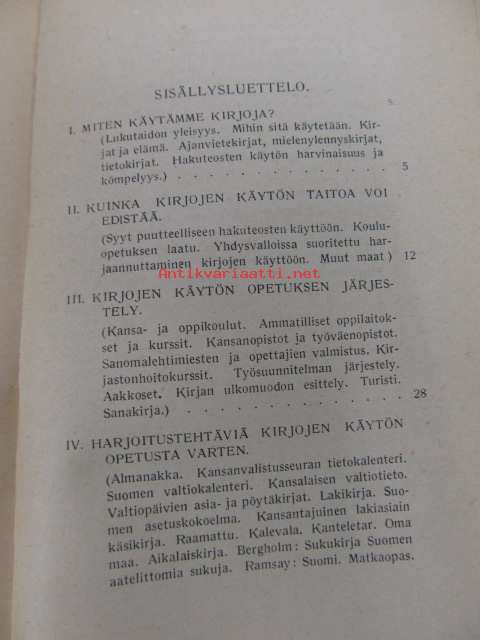 SISÄLLYSLUETTELO.
S.
I. MITEN KÄYTÄMME KIRJOJA?
(Lukutaidon yleisyys. Mihin sitä käytetään. Kir-
jat ja elämä. Ajanvietekirjat, mielenylennyskirjat,
tietokirjat. Hakuteosten käytön harvinaisuus ja
kömpelyys.) . . . . . . . . . . . . . . . 5
II. KUINKA KIRJOJEN KÄYTÖN TAITOA VOI
EDISTÄÄ.
(Syyt puutteelliseen hakuteosten käyttöön. Koulu-
opetuksen laatu. Yhdysvalloissa suoritettu har-
jaannuttaminen kirjojen käyttöön. Muut maat) 12
Antikvariaatti.net
III. KIRJOJEN KÄYTÖN OPETUKSEN JÄRJES-
TELY.
(Kansa- ja oppikoulut. Ammatilliset oppilaitok-
set ja kurssit. Kansanopistot ja työväenopistot.
Sanomalehtimiesten ja opettajien valmistus. Kir-
jastonhoitokurssit. Työsuunnitelman järjestely.
Aakkoset. Kirjan ulkomuodon esittely. Turisti.
Sanakirja.) . . . . . . . . . . . . . . 28
IV. HARJOITUSTEHTÄVIÄ KIRJOJEN KÄYTÖN
OPETUSTA VARTEN.
(Almanakka. Kansanvalistusseuran tietokalenteri.
Suomen valtiokalenteri. Kansalaisen valtiotieto.
Valtiopäivien asia- ja pöytäkirjat. Lakikirja. Suo-
men asetuskokoelma. Kansantajuinen lakiasiain
käsikirja. Raamattu. Kalevala. Kanteletar. Oma
maa. Aikalaiskirja. Bergholm: Sukukirja Suomen
aatelittomia sukuja. Ramsay: Suomi. Matkaopas.